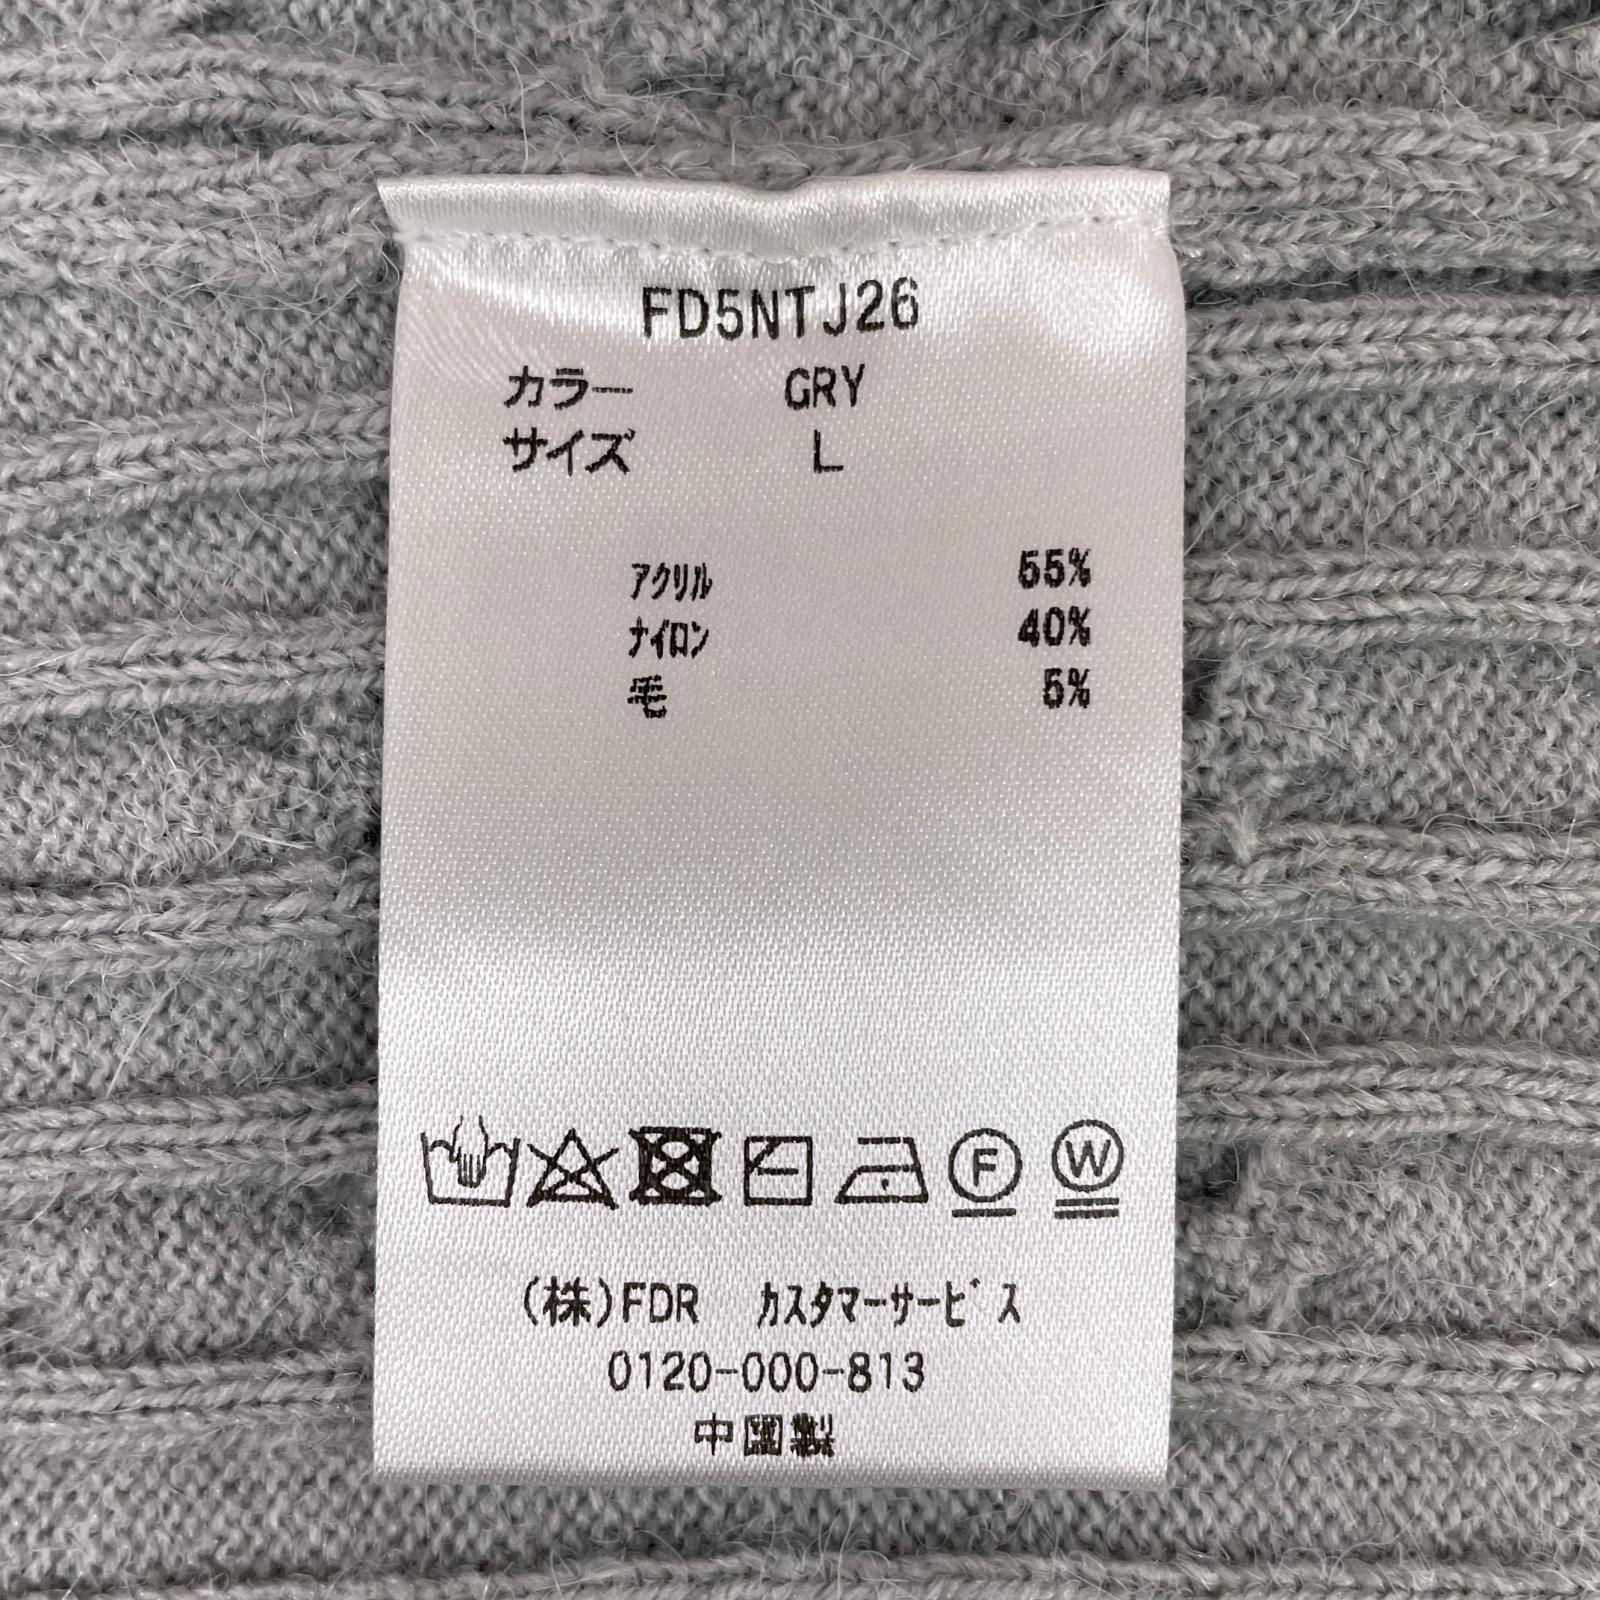 FD5NTJ26
カラー GRY
サイズ L
アクリル 55%
ナイロン 40%
毛 5%
F W
(株)FDR カスタマーサービス
0120-000-813
中国製